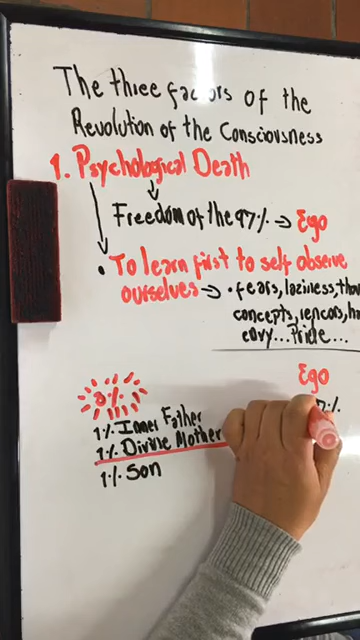 The three factors of the
Revolution of the Consciousness
1. Psychological Death
Freedom of the 97% → Ego
• To learn first to self observe
ourselves → • fears, laziness,
concepts, rencors,
envy... Pride...
3%
Ego
1% Inner Father
1% Divine Mother
1% Son